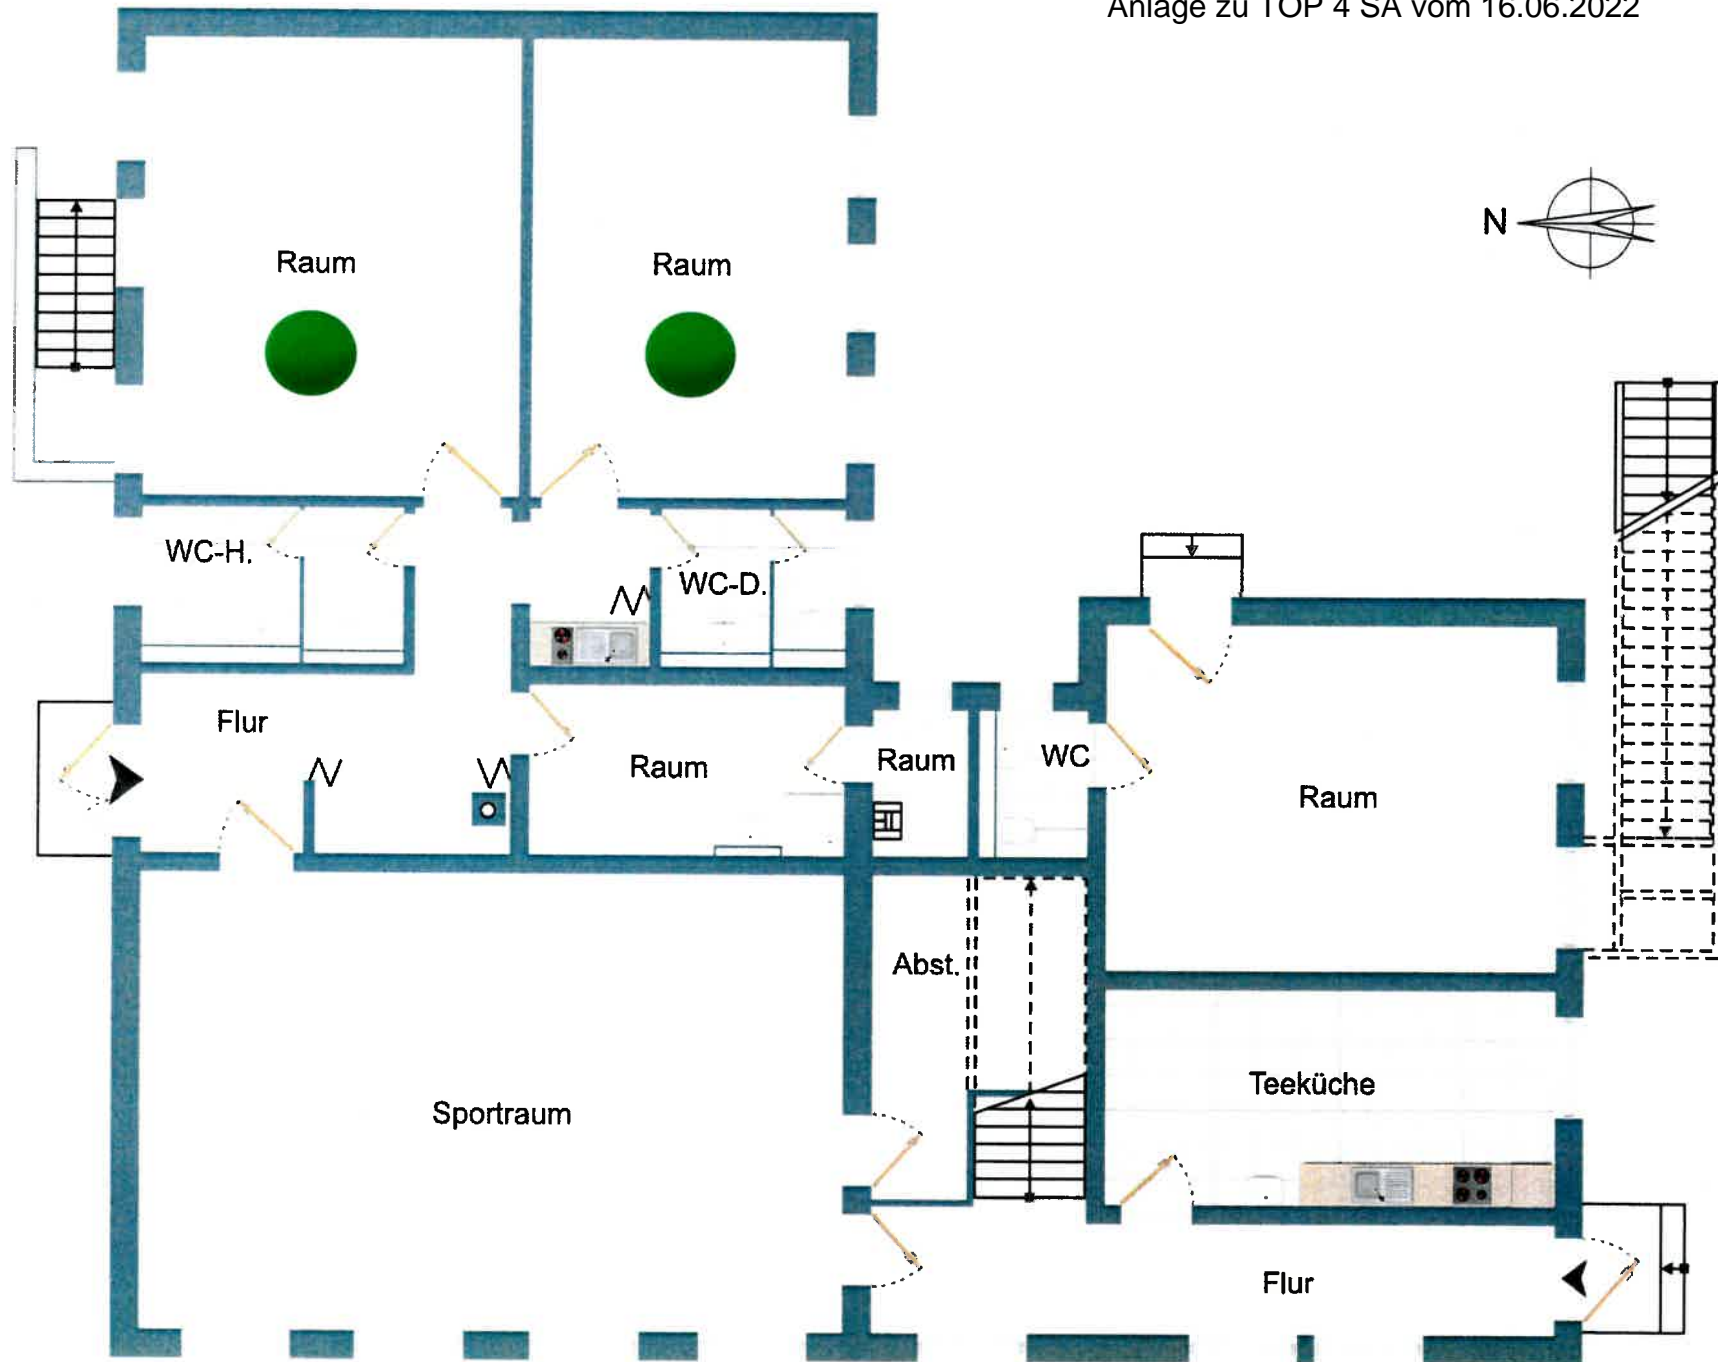 Anlage zu TOP 4 SA vom 16.06.2022
N
Raum
Raum
WC-H.
WC-D.
Flur
Raum
Raum
WC
Raum
Abst.
Sportraum
Teeküche
Flur